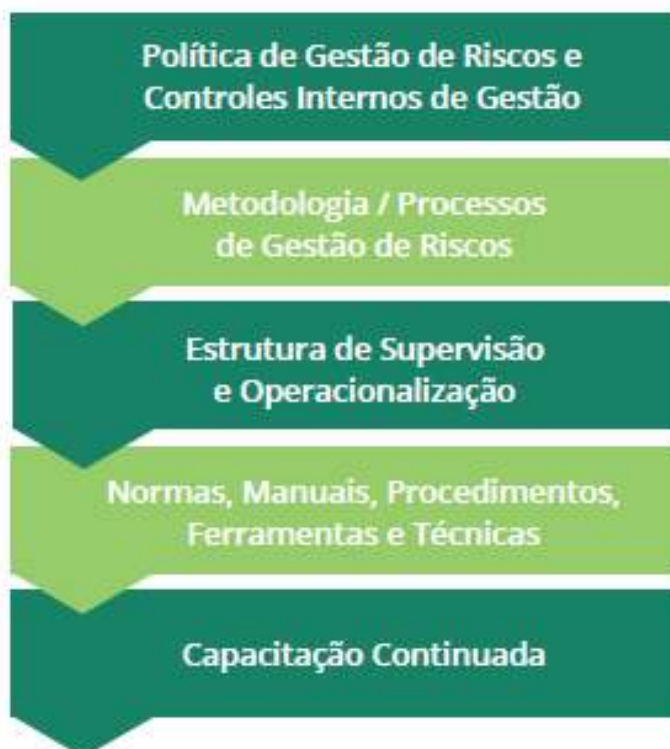 Política de Gestão de Riscos e
Controles Internos de Gestão
Metodologia / Processos
de Gestão de Riscos
Estrutura de Supervisão
e Operacionalização
Normas, Manuais, Procedimentos,
Ferramentas e Técnicas
Capacitação Continuada